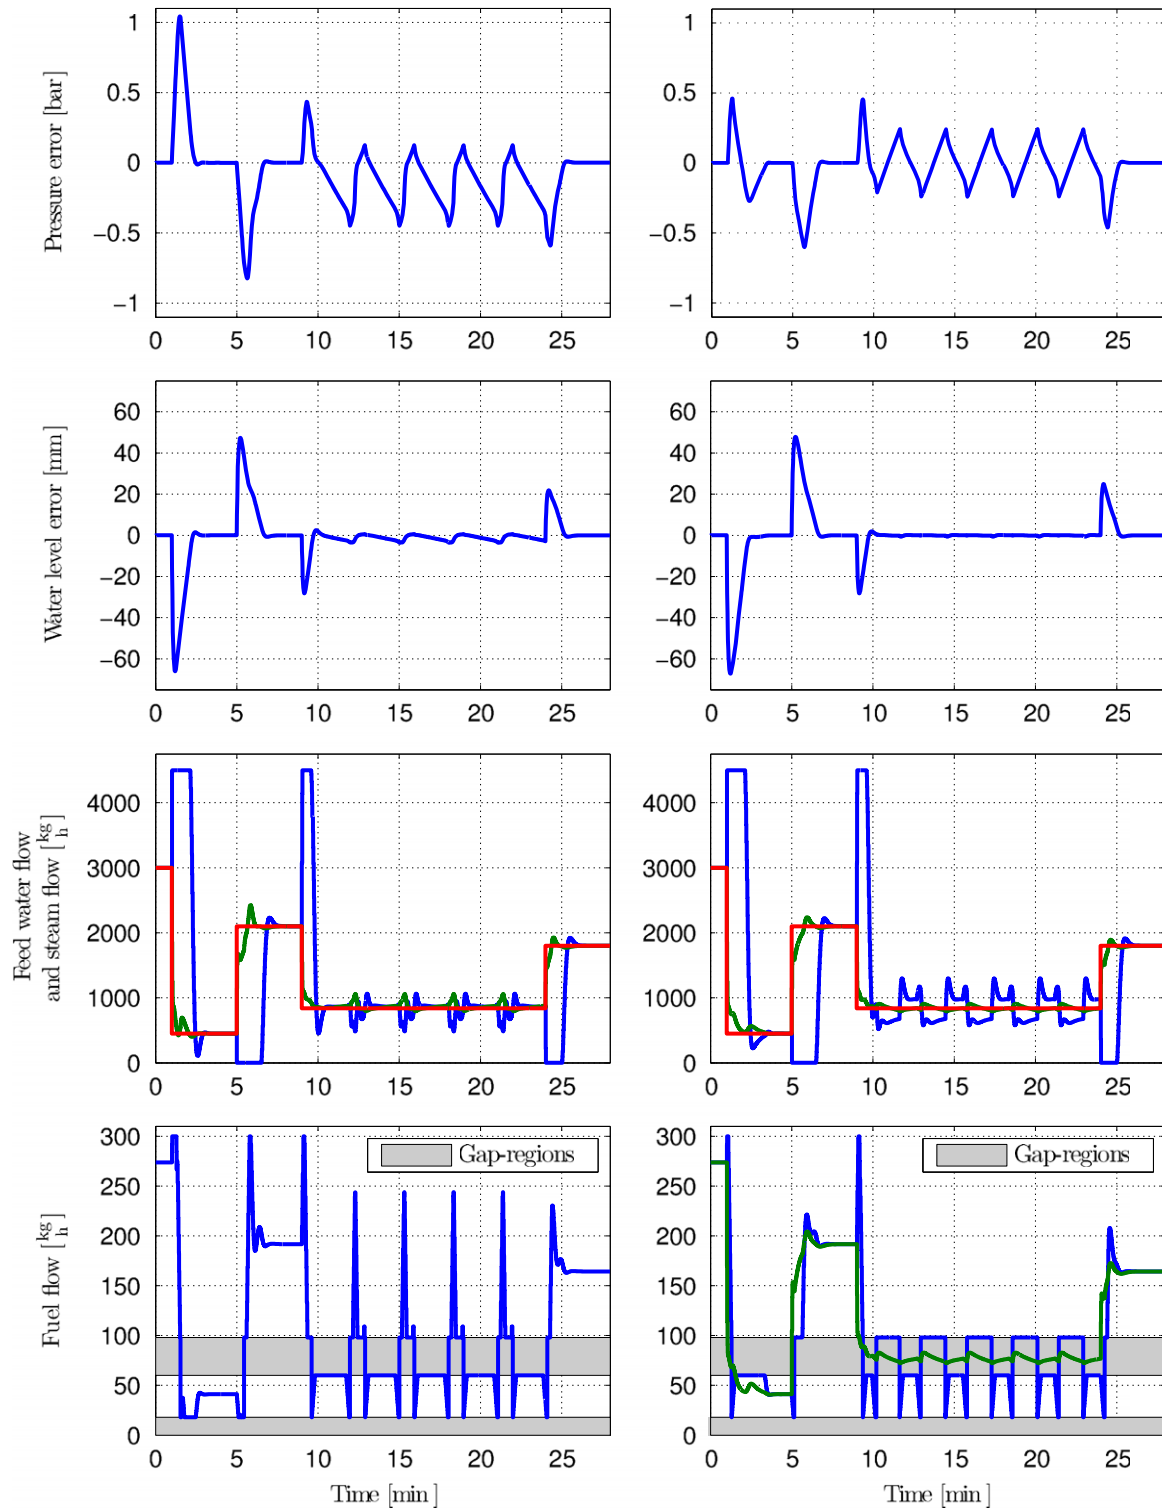 1
0.5
0
−0.5
−1
Pressure error [bar]
0 5 10 15 20 25
1
0.5
0
−0.5
−1
0 5 10 15 20 25
60
40
20
0
−20
−40
−60
Water level error [mm]
0 5 10 15 20 25
60
40
20
0
−20
−40
−60
0 5 10 15 20 25
4000
3000
2000
1000
0
Feed water flow
and steam flow [kg/h]
0 5 10 15 20 25
4000
3000
2000
1000
0
0 5 10 15 20 25
300
250
200
150
100
50
0
Fuel flow [kg/h]
Gap-regions
0 5 10 15 20 25
Time [min]
300
250
200
150
100
50
0
Gap-regions
0 5 10 15 20 25
Time [min]